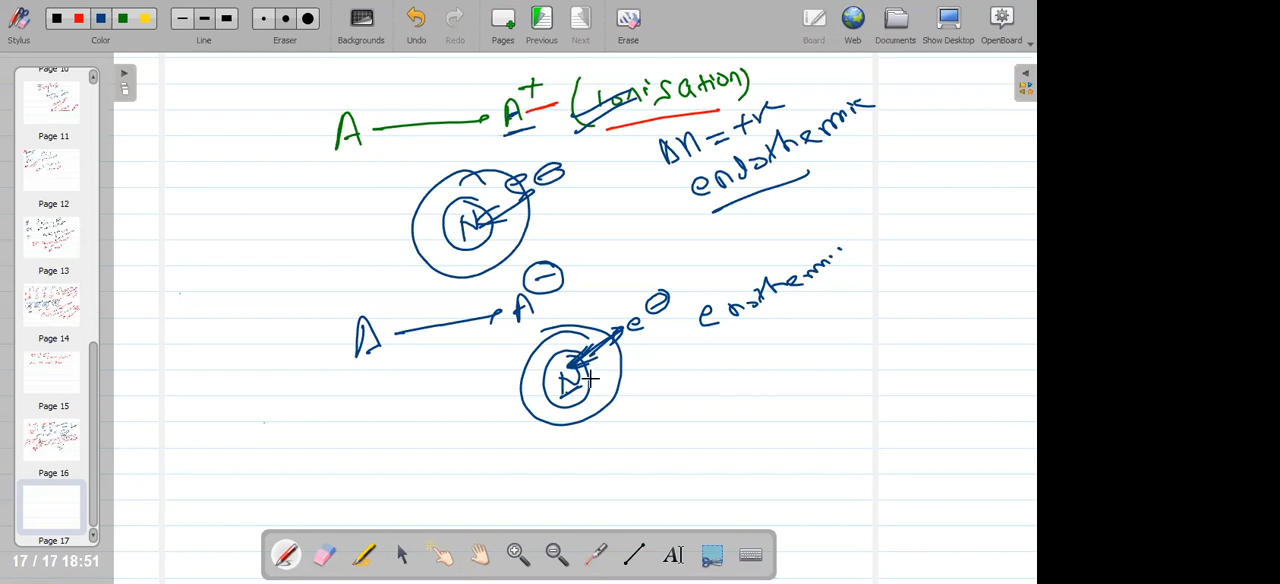 Stylus Color Line Eraser Backgrounds Undo Redo Pages Previous Next Erase Board Web Documents Show Desktop OpenBoard
Page 10
Page 11
Page 12
Page 13
Page 14
Page 15
Page 16
Page 17
17 / 17 18:51
A → A+ (ionisation)
ΔH = +ve
endothermic
e⊖
N
A → A⊖
e⊖
N
AI